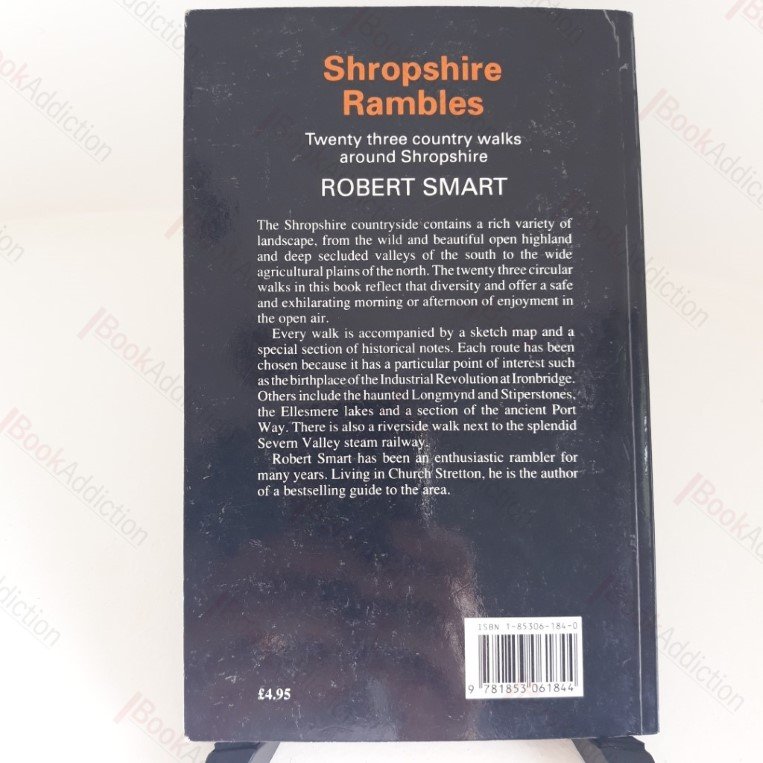 Shropshire
Rambles
Twenty three country walks
around Shropshire
ROBERT SMART
The Shropshire countryside contains a rich variety of
landscape, from the wild and beautiful open highland
and deep secluded valleys of the south to the wide
agricultural plains of the north. The twenty three circular
walks in this book reflect that diversity and offer a safe
and exhilarating morning or afternoon of enjoyment in
the open air.
Every walk is accompanied by a sketch map and a
special section of historical notes. Each route has been
chosen because it has a particular point of interest such
as the birthplace of the Industrial Revolution at Ironbridge.
Others include the haunted Longmynd and Stiperstones,
the Ellesmere lakes and a section of the ancient Port
Way. There is also a riverside walk next to the splendid
Severn Valley steam railway.
Robert Smart has been an enthusiastic rambler for
many years. Living in Church Stretton, he is the author
of a bestselling guide to the area.
ISBN 1-85306-184-0
9 781853 061844
£4.95
BookAddiction
BookAddiction
BookAddiction
BookAddiction
BookAddiction
BookAddiction